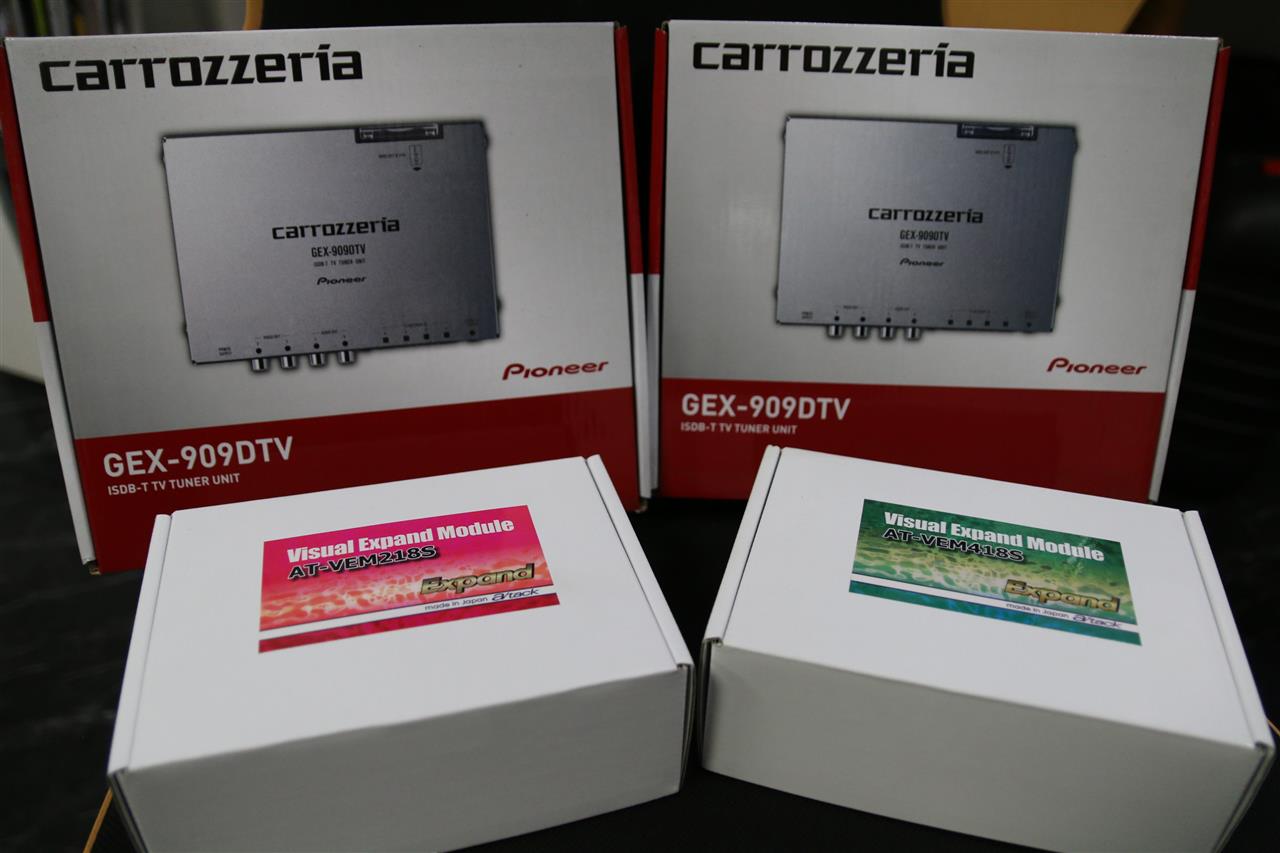 carrozzeria
carrozzeria
GEX-909DTV
ISDB-T TV TUNER UNIT
Pioneer
Pioneer
GEX-909DTV
ISDB-T TV TUNER UNIT
carrozzeria
carrozzeria
GEX-909DTV
ISDB-T TV TUNER UNIT
Pioneer
Pioneer
GEX-909DTV
ISDB-T TV TUNER UNIT
Visual Expand Module
AT-VEM218S
Expand
made in Japan a/tack
Visual Expand Module
AT-VEM418S
Expand
made in Japan a/tack